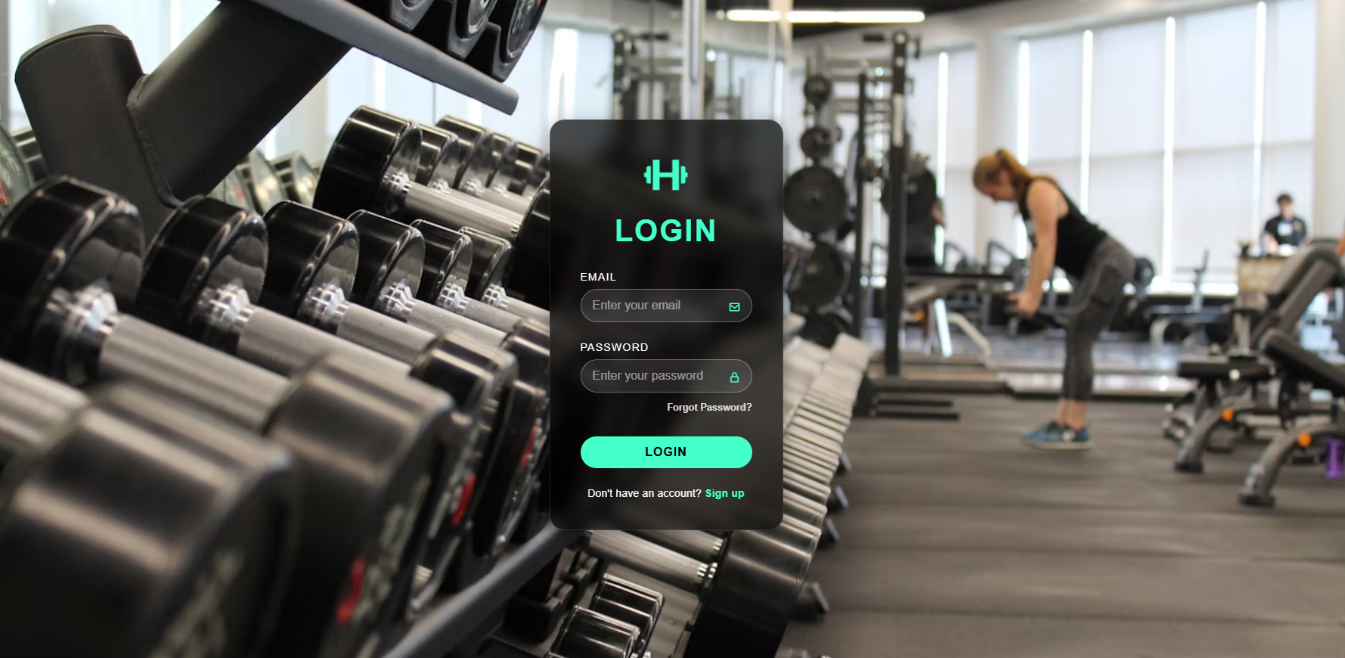 LOGIN
EMAIL
Enter your email
PASSWORD
Enter your password
Forgot Password?
LOGIN
Don't have an account? Sign up